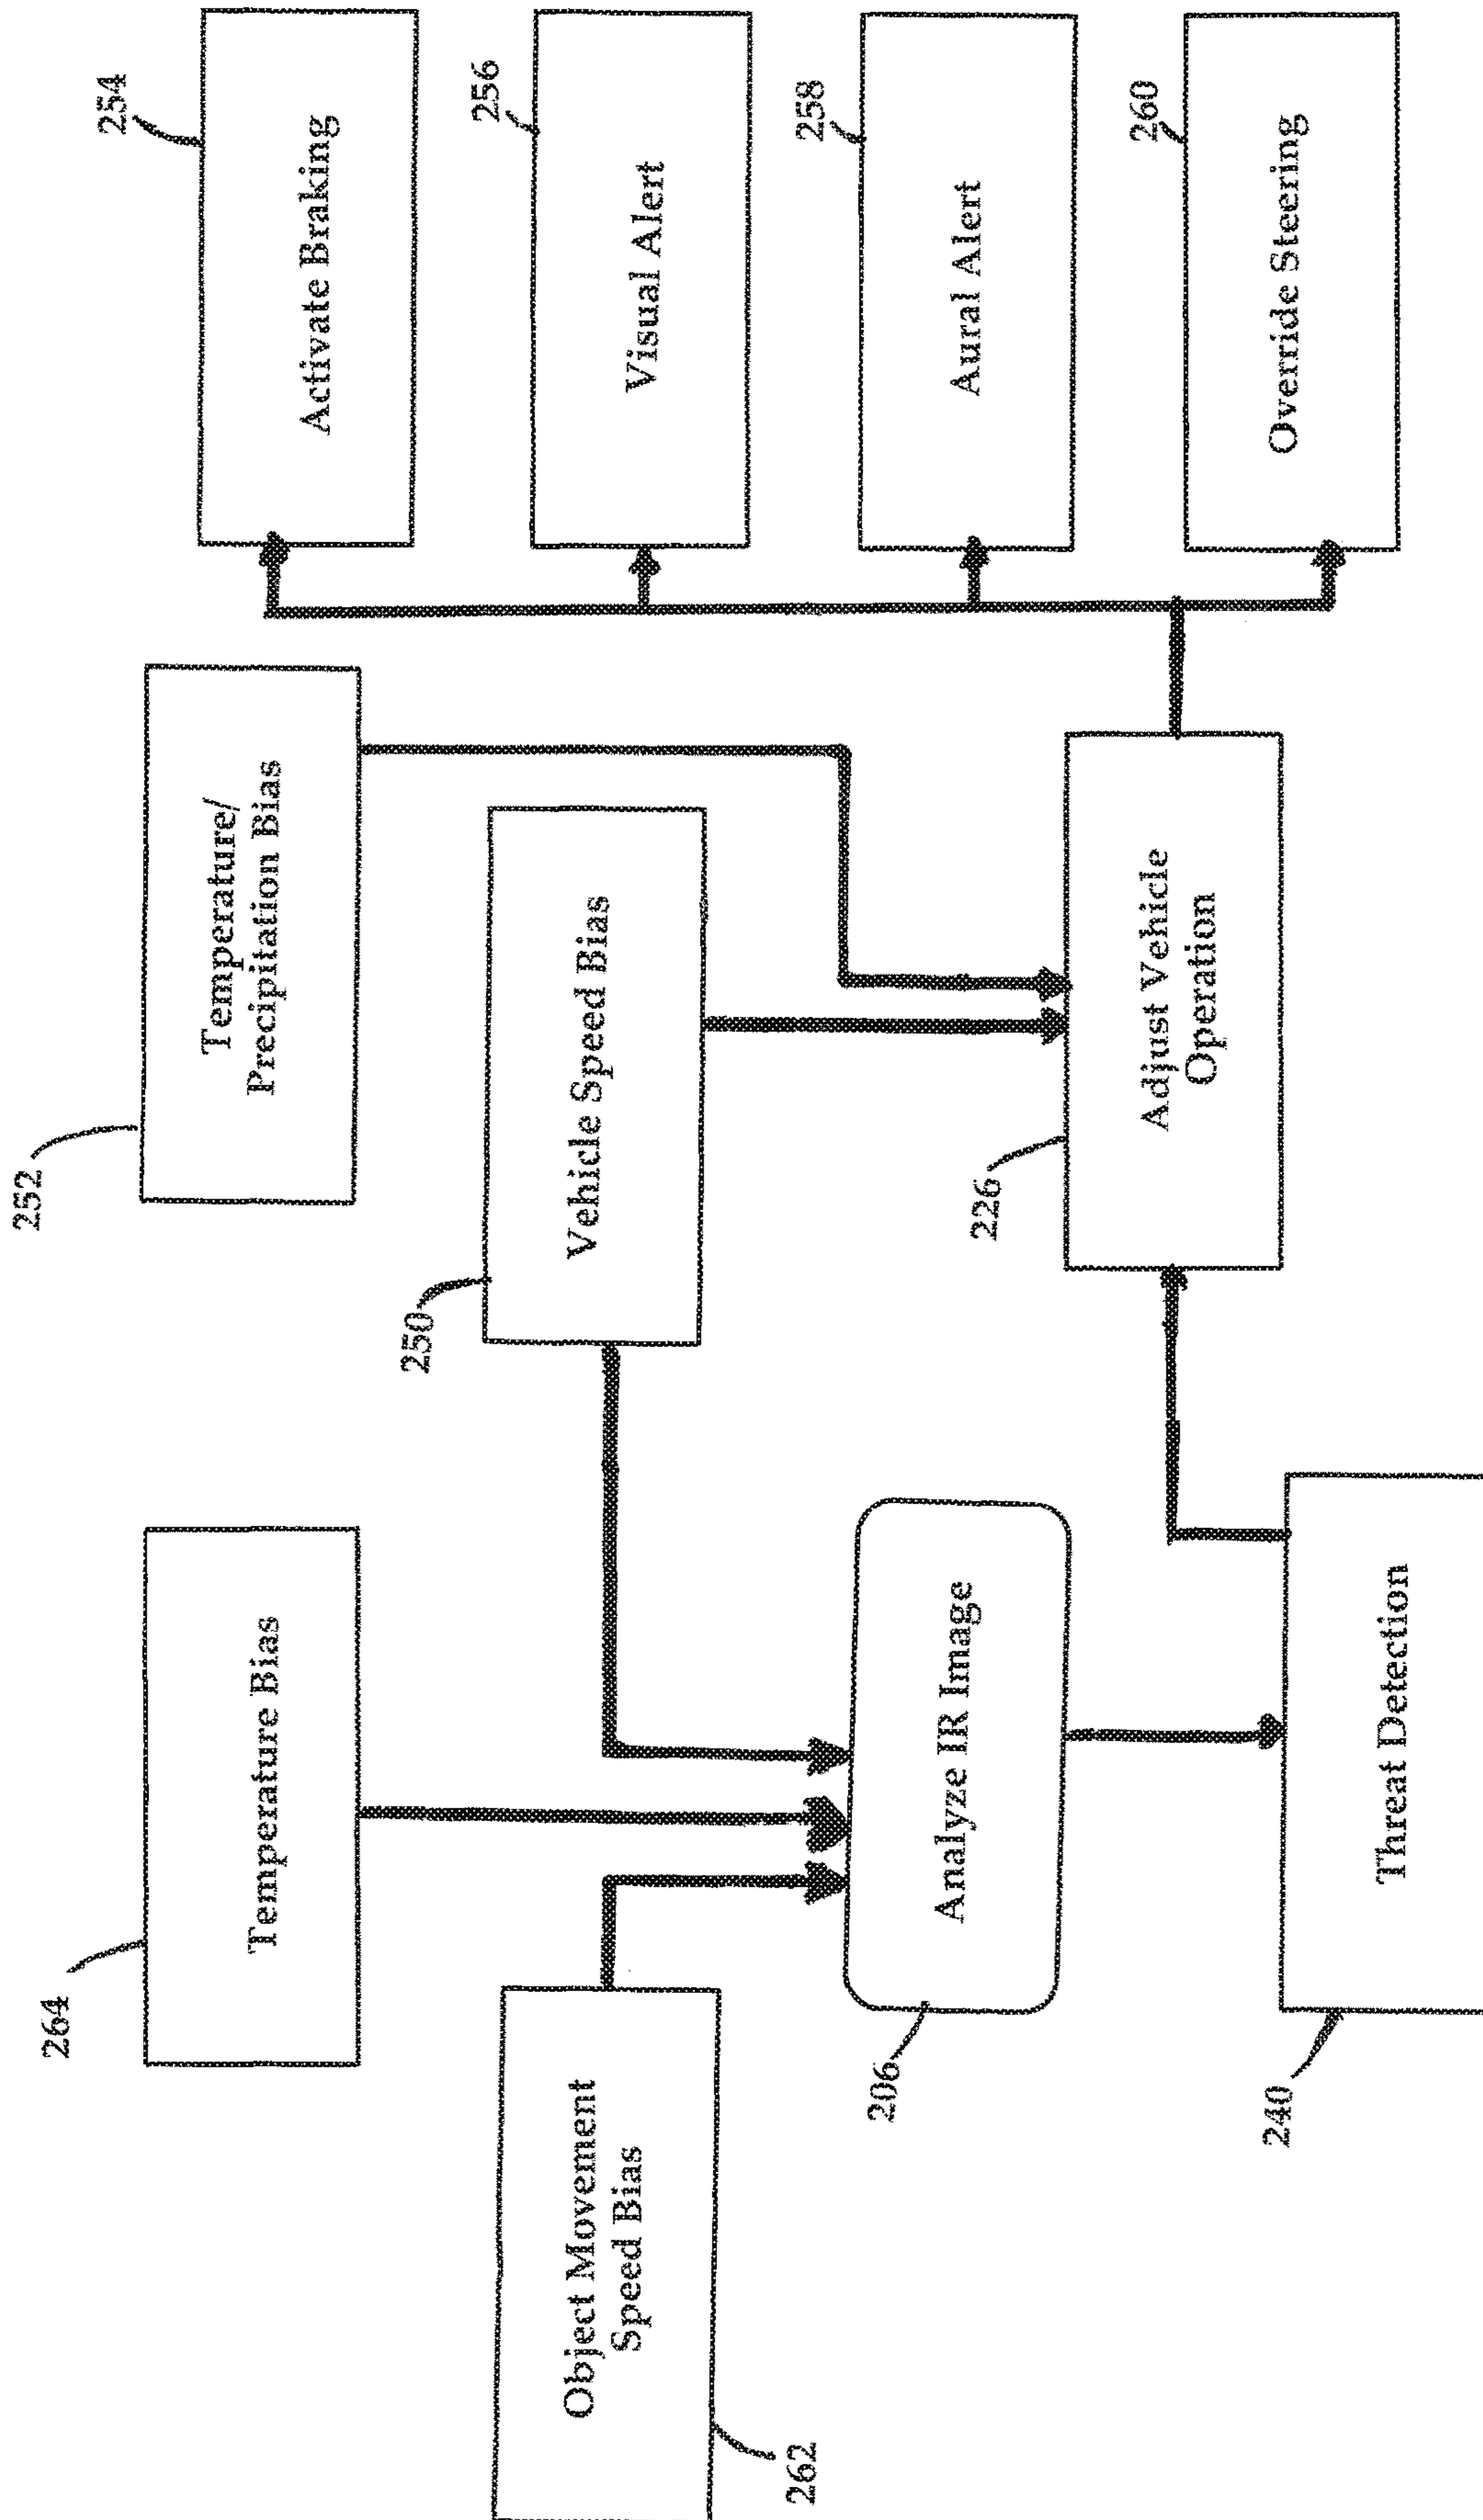 264
Temperature Bias
252
Temperature/
Precipitation Bias
254
Activate Braking
262
Object Movement
Speed Bias
250
Vehicle Speed Bias
256
Visual Alert
206
Analyze IR Image
258
Aural Alert
240
Threat Detection
226
Adjust Vehicle
Operation
260
Override Steering